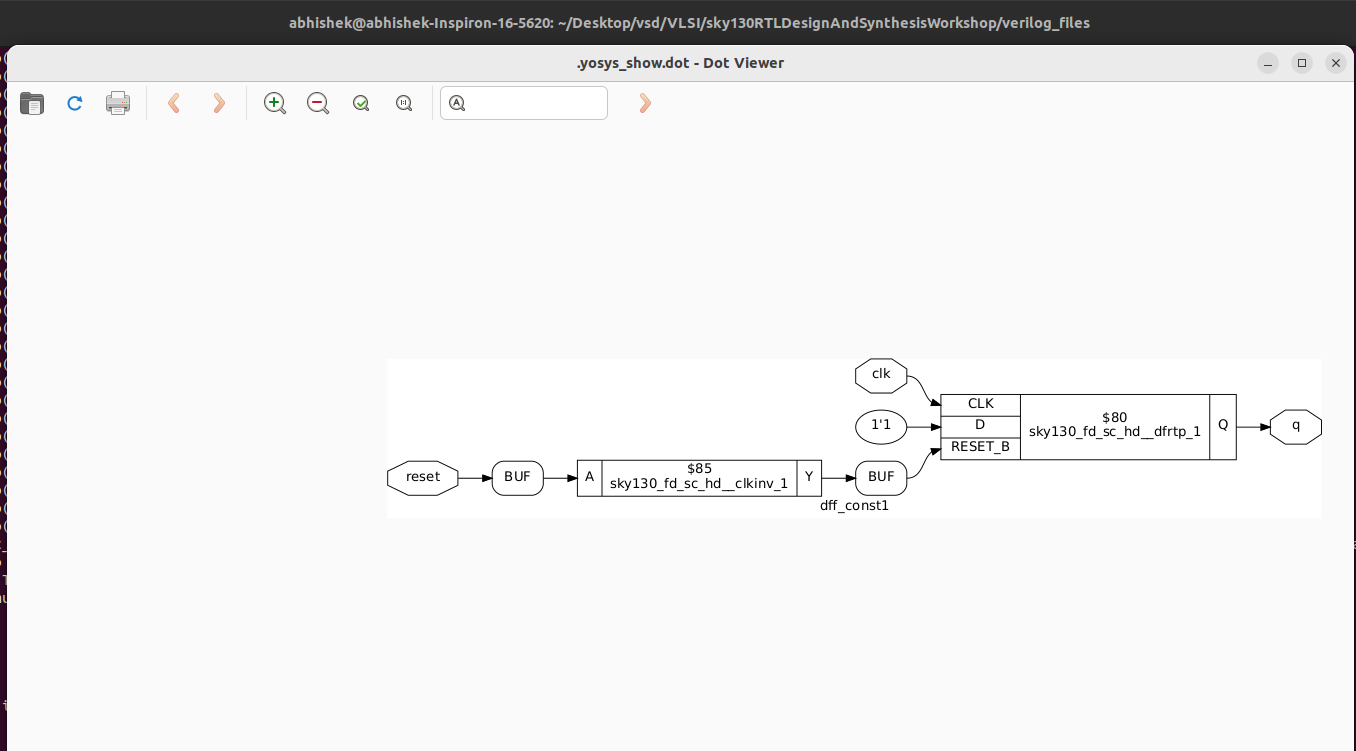 abhishek@abhishek-Inspiron-16-5620: ~/Desktop/vsd/VLSI/sky130RTLDesignAndSynthesisWorkshop/verilog_files
.yosys_show.dot - Dot Viewer
clk
CLK
1'1
D
$80
sky130_fd_sc_hd__dfrtp_1
Q
q
RESET_B
reset
BUF
A
$85
sky130_fd_sc_hd__clkinv_1
Y
BUF
dff_const1